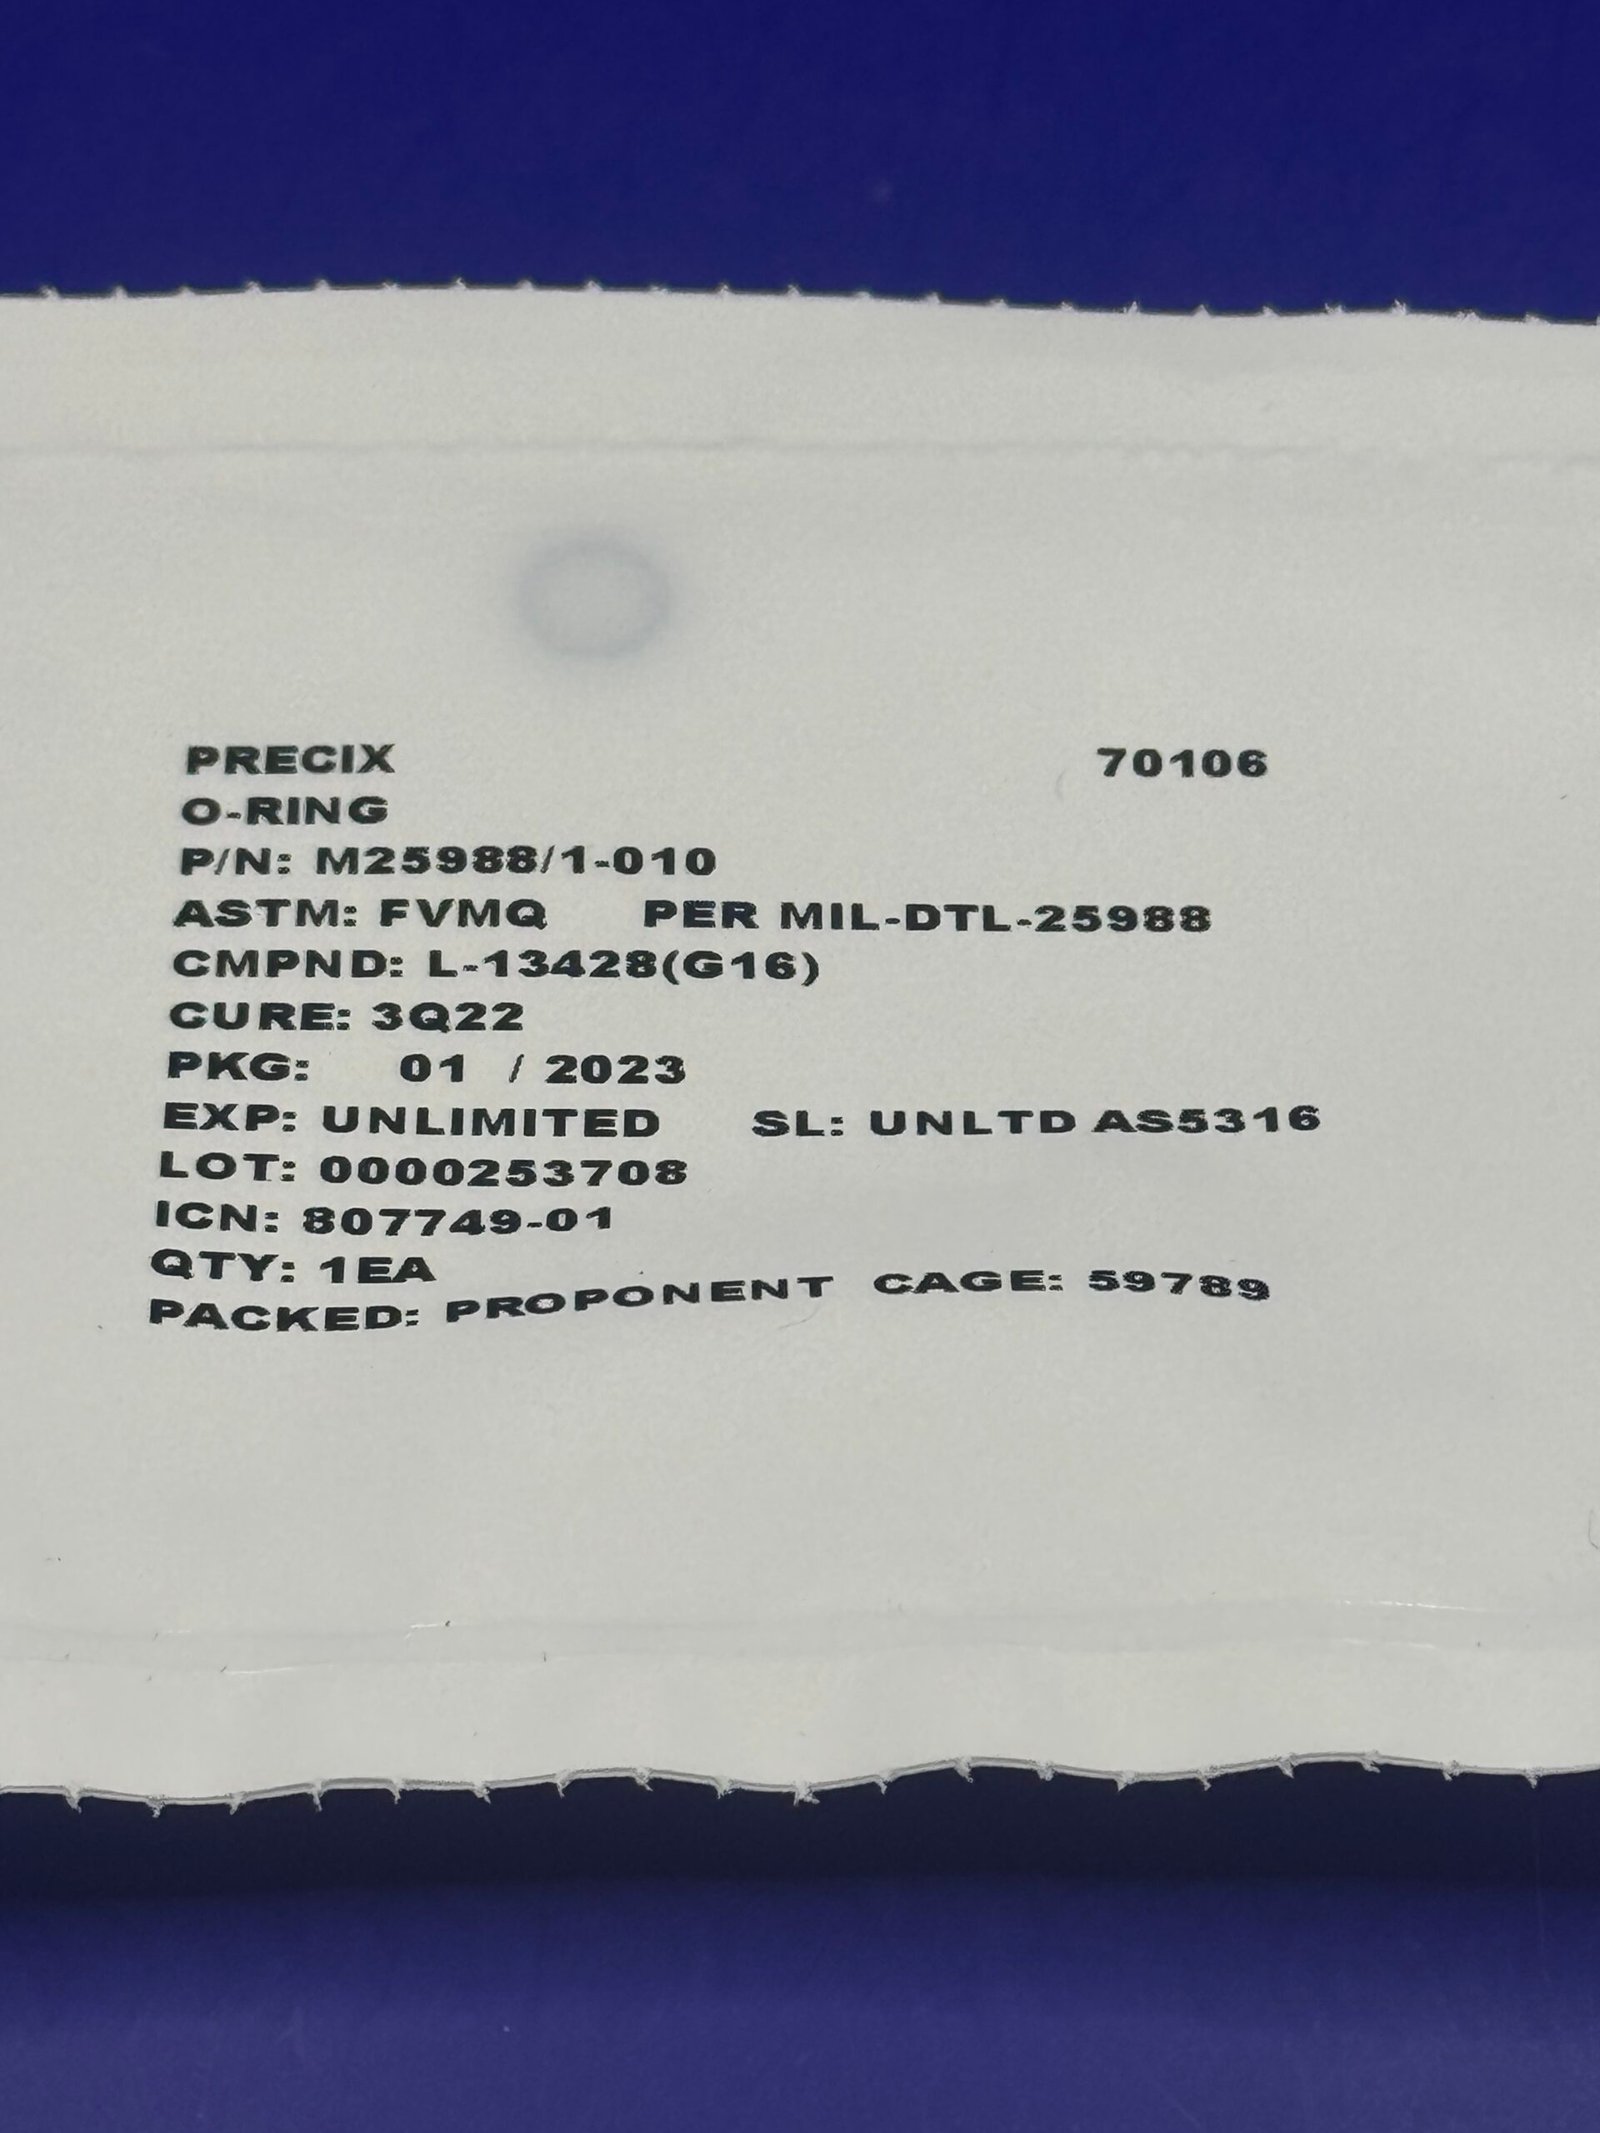 PRECIX 70106
O-RING
P/N: M25988/1-010
ASTM: FVMQ PER MIL-DTL-25988
CMPND: L-13428(G16)
CURE: 3Q22
PKG: 01 / 2023
EXP: UNLIMITED SL: UNLTD AS5316
LOT: 0000253708
ICN: 807749-01
QTY: 1EA
PACKED: PROPONENT CAGE: 59789